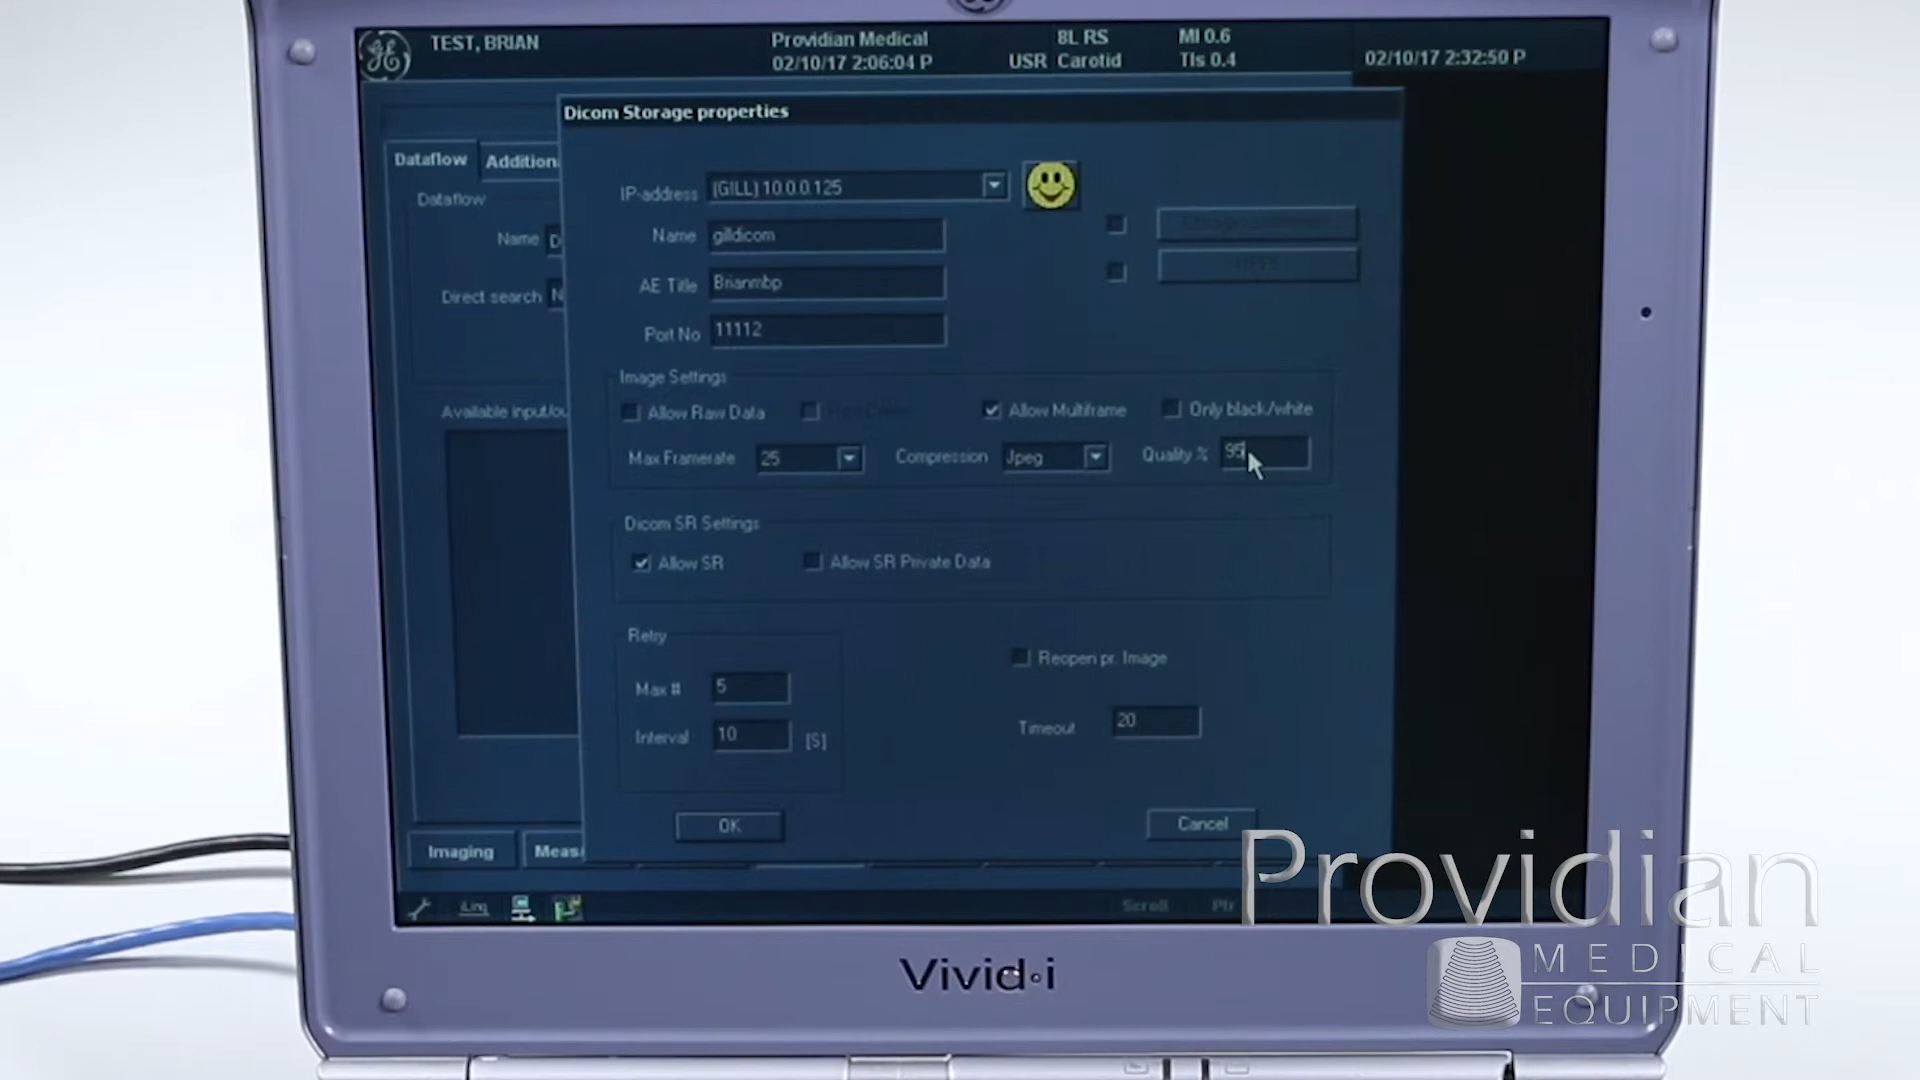 TEST, BRIAN
Providian Medical
02/10/17 2:06:04 P
8L RS
USR Carotid
MI 0.6
TIs 0.4
02/10/17 2:32:50 P
Dicom Storage properties
Dataflow
Addition
Dataflow
Name D
Direct search N
Available input/ou
IP-address (GILL) 10.0.0.125
Name gilldicom
AE Title Brianmbp
Port No 11112
Image Settings
Allow Raw Data
Allow Multiframe
Only black/white
Max Framerate 25
Compression Jpeg
Quality % 95
Dicom SR Settings
Allow SR
Allow SR Private Data
Retry
Max # 5
Interval 10 [S]
Reopen pr. Image
Timeout 20
OK
Cancel
Imaging
Meas
iLinq
Scroll
Ptr
Vivid·i
Providian
MEDICAL
EQUIPMENT